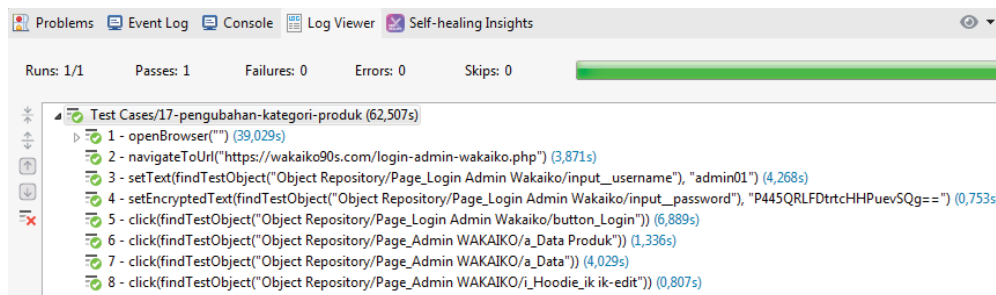 Problems Event Log Console Log Viewer Self-healing Insights
Runs: 1/1 Passes: 1 Failures: 0 Errors: 0 Skips: 0
Test Cases/17-pengubahan-kategori-produk (62,507s)
1 - openBrowser("") (39,029s)
2 - navigateToUrl("https://wakaiko90s.com/login-admin-wakaiko.php") (3,871s)
3 - setText(findTestObject("Object Repository/Page_Login Admin Wakaiko/input__username"), "admin01") (4,268s)
4 - setEncryptedText(findTestObject("Object Repository/Page_Login Admin Wakaiko/input__password"), "P445QRLFDtrtcHHPuevSQg==") (0,753s
5 - click(findTestObject("Object Repository/Page_Login Admin Wakaiko/button_Login")) (6,889s)
6 - click(findTestObject("Object Repository/Page_Admin WAKAIKO/a_Data Produk")) (1,336s)
7 - click(findTestObject("Object Repository/Page_Admin WAKAIKO/a_Data")) (4,029s)
8 - click(findTestObject("Object Repository/Page_Admin WAKAIKO/i_Hoodie_ik ik-edit")) (0,807s)